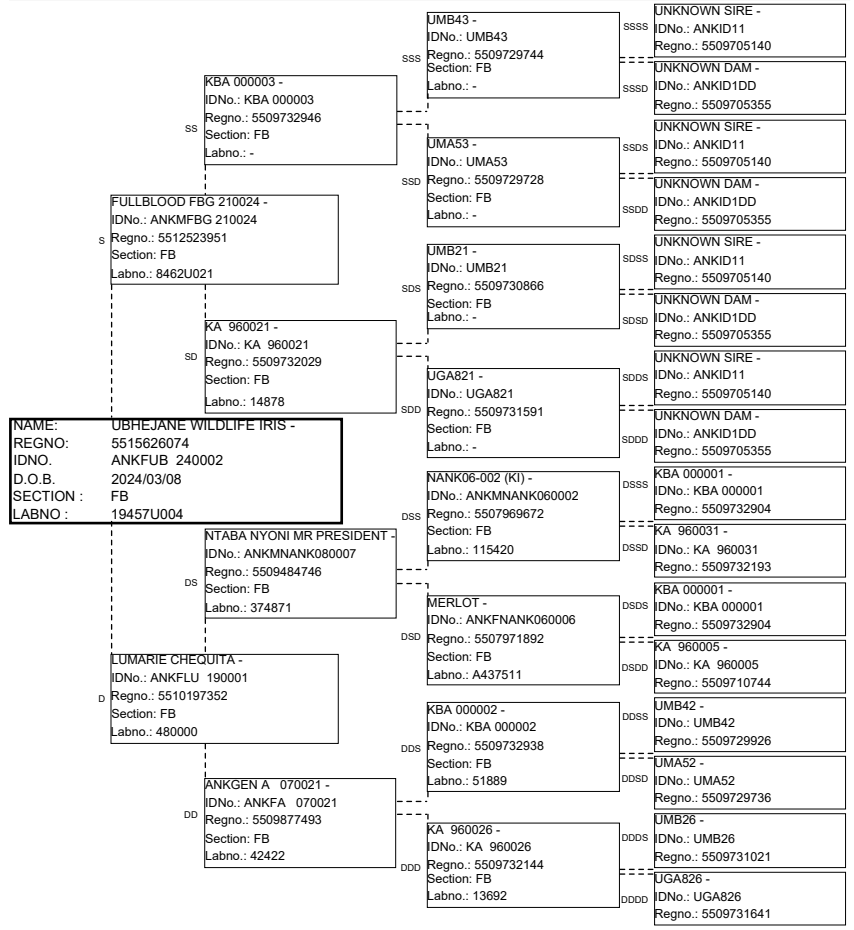 NAME: UBHEJANE WILDLIFE IRIS -
REGNO: 5515626074
IDNO. ANKFUB 240002
D.O.B. 2024/03/08
SECTION : FB
LABNO : 19457U004
S
FULLBLOOD FBG 210024 -
IDNo.: ANKMFBG 210024
Regno.: 5512523951
Section: FB
Labno.: 8462U021
D
LUMARIE CHEQUITA -
IDNo.: ANKFLU 190001
Regno.: 5510197352
Section: FB
Labno.: 480000
SS
KBA 000003 -
IDNo.: KBA 000003
Regno.: 5509732946
Section: FB
Labno.: -
SD
KA 960021 -
IDNo.: KA 960021
Regno.: 5509732029
Section: FB
Labno.: 14878
DS
NTABA NYONI MR PRESIDENT -
IDNo.: ANKMNANK080007
Regno.: 5509484746
Section: FB
Labno.: 374871
DD
ANKGEN A 070021 -
IDNo.: ANKFA 070021
Regno.: 5509877493
Section: FB
Labno.: 42422
SSS
UMB43 -
IDNo.: UMB43
Regno.: 5509729744
Section: FB
Labno.: -
SSD
UMA53 -
IDNo.: UMA53
Regno.: 5509729728
Section: FB
Labno.: -
SDS
UMB21 -
IDNo.: UMB21
Regno.: 5509730866
Section: FB
Labno.: -
SDD
UGA821 -
IDNo.: UGA821
Regno.: 5509731591
Section: FB
Labno.: -
DSS
NANK06-002 (KI) -
IDNo.: ANKMNANK060002
Regno.: 5507969672
Section: FB
Labno.: 115420
DSD
MERLOT -
IDNo.: ANKFNANK060006
Regno.: 5507971892
Section: FB
Labno.: A437511
DDS
KBA 000002 -
IDNo.: KBA 000002
Regno.: 5509732938
Section: FB
Labno.: 51889
DDD
KA 960026 -
IDNo.: KA 960026
Regno.: 5509732144
Section: FB
Labno.: 13692
SSSS
UNKNOWN SIRE -
IDNo.: ANKID11
Regno.: 5509705140
SSSD
UNKNOWN DAM -
IDNo.: ANKID1DD
Regno.: 5509705355
SSDS
UNKNOWN SIRE -
IDNo.: ANKID11
Regno.: 5509705140
SSDD
UNKNOWN DAM -
IDNo.: ANKID1DD
Regno.: 5509705355
SDSS
UNKNOWN SIRE -
IDNo.: ANKID11
Regno.: 5509705140
SDSD
UNKNOWN DAM -
IDNo.: ANKID1DD
Regno.: 5509705355
SDDS
UNKNOWN SIRE -
IDNo.: ANKID11
Regno.: 5509705140
SDDD
UNKNOWN DAM -
IDNo.: ANKID1DD
Regno.: 5509705355
DSSS
KBA 000001 -
IDNo.: KBA 000001
Regno.: 5509732904
DSSD
KA 960031 -
IDNo.: KA 960031
Regno.: 5509732193
DSDS
KBA 000001 -
IDNo.: KBA 000001
Regno.: 5509732904
DSDD
KA 960005 -
IDNo.: KA 960005
Regno.: 5509710744
DDSS
UMB42 -
IDNo.: UMB42
Regno.: 5509729926
DDSD
UMA52 -
IDNo.: UMA52
Regno.: 5509729736
DDDS
UMB26 -
IDNo.: UMB26
Regno.: 5509731021
DDDD
UGA826 -
IDNo.: UGA826
Regno.: 5509731641